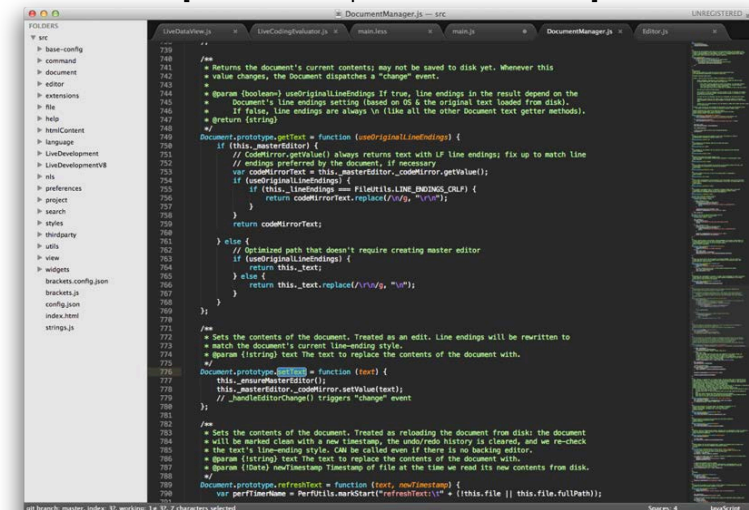 DocumentManager.js — src
UNREGISTERED
FOLDERS
src
base-config
command
document
editor
extensions
file
help
htmlContent
language
LiveDevelopment
LiveDevelopmentV8
nls
preferences
project
search
styles
thirdparty
utils
view
widgets
brackets.config.json
brackets.js
config.json
index.html
strings.js
LiveDataView.js
LiveCodingEvaluator.js
main.less
main.js
DocumentManager.js
Editor.js
739
740 /**
741 * Returns the document's current contents; may not be saved to disk yet. Whenever this
742 * value changes, the Document dispatches a "change" event.
743 *
744 * @param {boolean=} useOriginalLineEndings If true, line endings in the result depend on the
745 * Document's line endings setting (based on OS & the original text loaded from disk).
746 * If false, line endings are always \n (like all the other Document text getter methods).
747 * @return {string}
748 */
749 Document.prototype.getText = function (useOriginalLineEndings) {
750 if (this._masterEditor) {
751 // CodeMirror.getValue() always returns text with LF line endings; fix up to match line
752 // endings preferred by the document, if necessary
753 var codeMirrorText = this._masterEditor._codeMirror.getValue();
754 if (useOriginalLineEndings) {
755 if (this._lineEndings === FileUtils.LINE_ENDINGS_CRLF) {
756 return codeMirrorText.replace(/\n/g, "\r\n");
757 }
758 }
759 return codeMirrorText;
760
761 } else {
762 // Optimized path that doesn't require creating master editor
763 if (useOriginalLineEndings) {
764 return this._text;
765 } else {
766 return this._text.replace(/\r\n/g, "\n");
767 }
768 }
769 };
770
771 /**
772 * Sets the contents of the document. Treated as an edit. Line endings will be rewritten to
773 * match the document's current line-ending style.
774 * @param {!string} text The text to replace the contents of the document with.
775 */
776 Document.prototype.setText = function (text) {
777 this._ensureMasterEditor();
778 this._masterEditor._codeMirror.setValue(text);
779 // _handleEditorChange() triggers "change" event
780 };
781
782 /**
783 * Sets the contents of the document. Treated as reloading the document from disk: the document
784 * will be marked clean with a new timestamp, the undo/redo history is cleared, and we re-check
785 * the text's line-ending style. CAN be called even if there is no backing editor.
786 * @param {!string} text The text to replace the contents of the document with.
787 * @param {!Date} newTimestamp Timestamp of file at the time we read its new contents from disk.
788 */
789 Document.prototype.refreshText = function (text, newTimestamp) {
790 var perfTimerName = PerfUtils.markStart("refreshText:\t" + (!this.file || this.file.fullPath));
git branch: master, index: 32, working: 1≠ 32, 7 characters selected
Spaces: 4
JavaScript